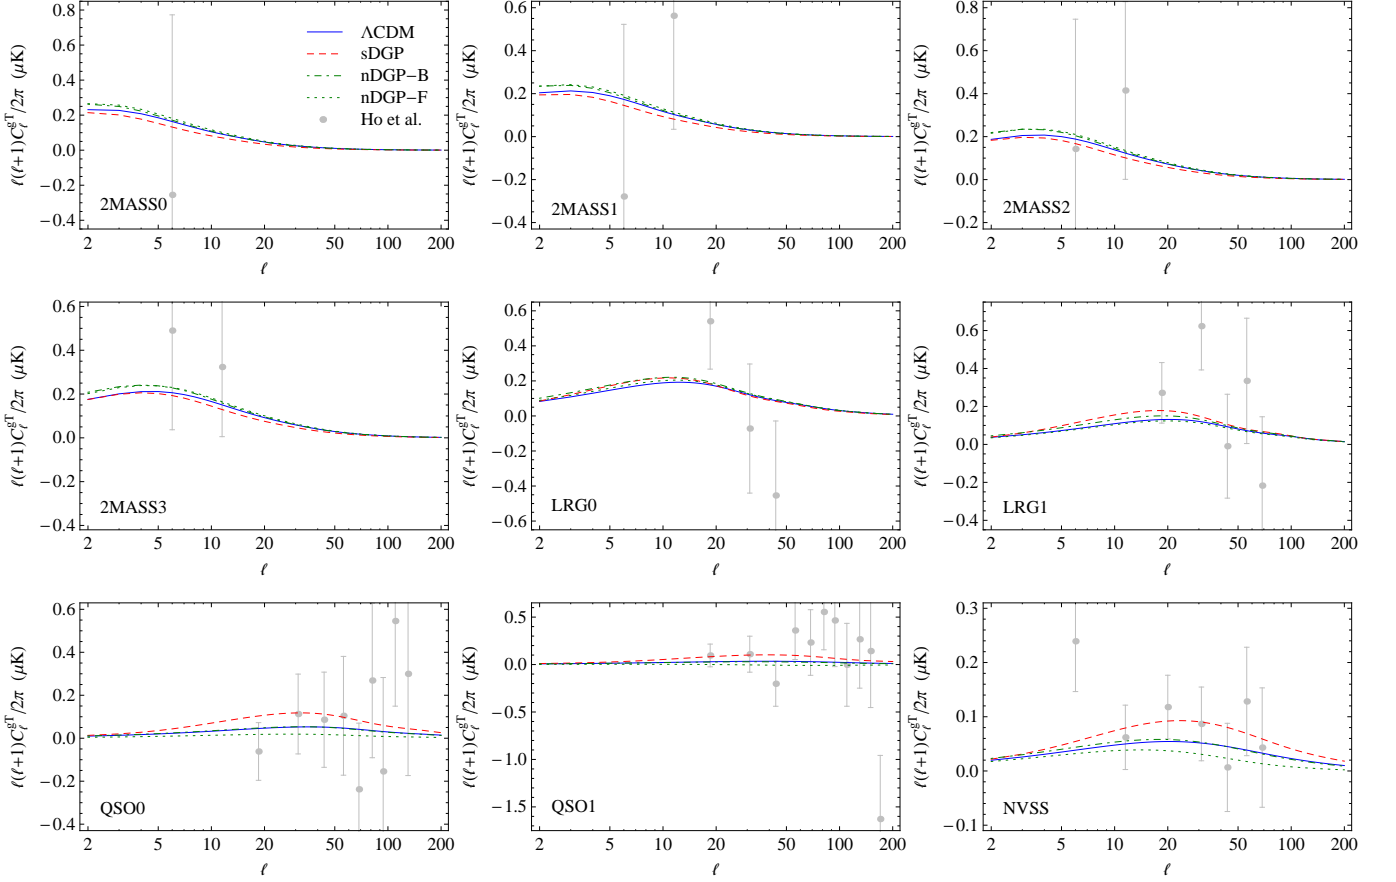 ℓ(ℓ+1)C_ℓ^gT/2π (μK)
0.8
0.6
0.4
0.2
0.0
−0.2
−0.4
ΛCDM
sDGP
nDGP−B
nDGP−F
Ho et al.
2MASS0
2 5 10 20 50 100 200
ℓ
ℓ(ℓ+1)C_ℓ^gT/2π (μK)
0.6
0.4
0.2
0.0
−0.2
−0.4
2MASS1
2 5 10 20 50 100 200
ℓ
ℓ(ℓ+1)C_ℓ^gT/2π (μK)
0.8
0.6
0.4
0.2
0.0
−0.2
2MASS2
2 5 10 20 50 100 200
ℓ
ℓ(ℓ+1)C_ℓ^gT/2π (μK)
0.6
0.4
0.2
0.0
−0.2
−0.4
2MASS3
2 5 10 20 50 100 200
ℓ
ℓ(ℓ+1)C_ℓ^gT/2π (μK)
0.6
0.4
0.2
0.0
−0.2
−0.4
−0.6
LRG0
2 5 10 20 50 100 200
ℓ
ℓ(ℓ+1)C_ℓ^gT/2π (μK)
0.6
0.4
0.2
0.0
−0.2
−0.4
LRG1
2 5 10 20 50 100 200
ℓ
ℓ(ℓ+1)C_ℓ^gT/2π (μK)
0.6
0.4
0.2
0.0
−0.2
−0.4
QSO0
2 5 10 20 50 100 200
ℓ
ℓ(ℓ+1)C_ℓ^gT/2π (μK)
0.5
0.0
−0.5
−1.0
−1.5
QSO1
2 5 10 20 50 100 200
ℓ
ℓ(ℓ+1)C_ℓ^gT/2π (μK)
0.3
0.2
0.1
0.0
−0.1
NVSS
2 5 10 20 50 100 200
ℓ